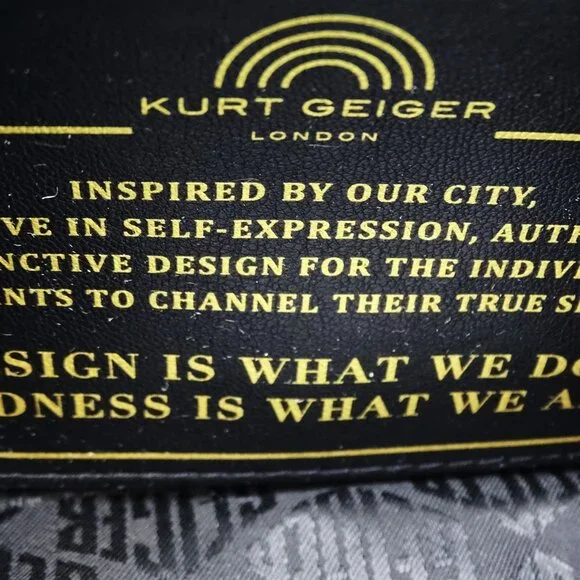 KURT GEIGER
LONDON
INSPIRED BY OUR CITY,
VE IN SELF-EXPRESSION, AUTH
NCTIVE DESIGN FOR THE INDIVI
NTS TO CHANNEL THEIR TRUE S
SIGN IS WHAT WE DO
DNESS IS WHAT WE A